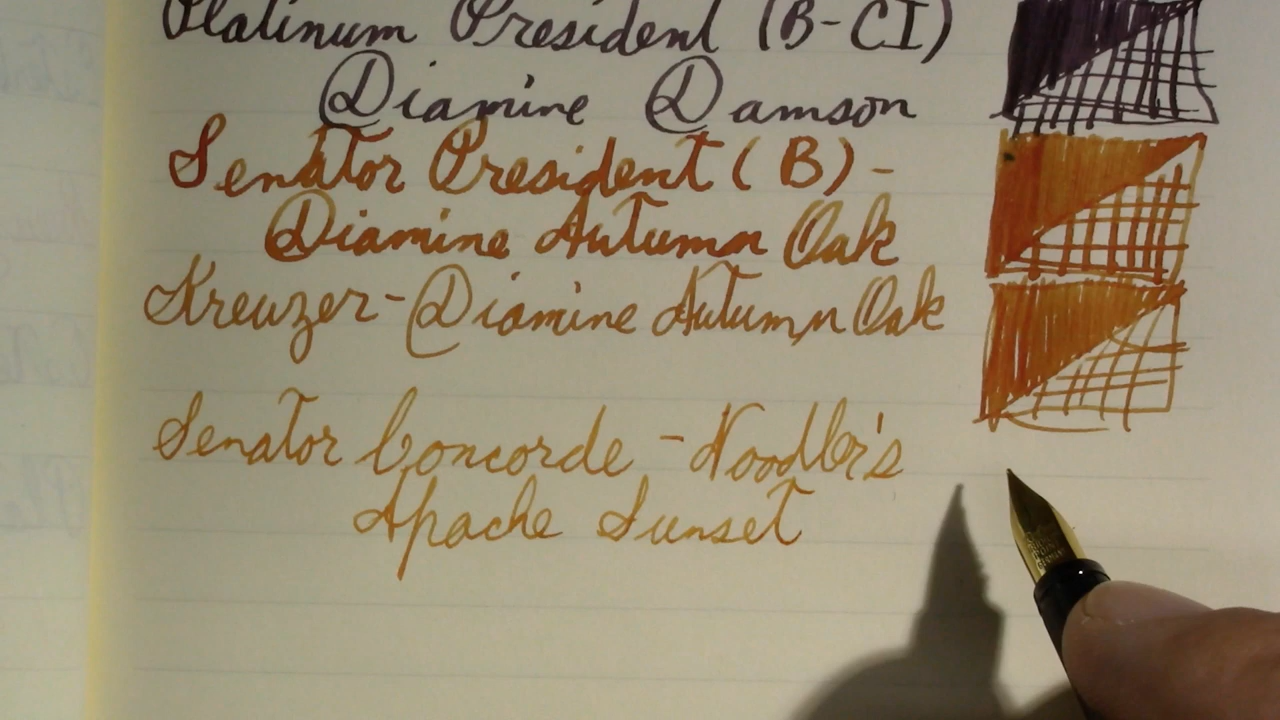 Platinum President (B-CI)
Diamine Damson
Senator President (B) -
Diamine Autumn Oak
Kreuzer - Diamine Autumn Oak
Senator Concorde - Noodler's
Apache Sunset